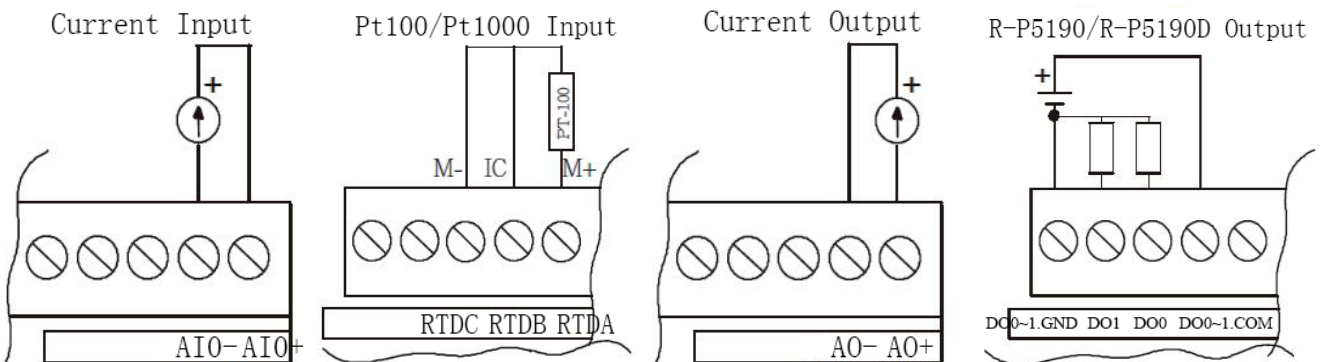 Current Input
+
AI0- AI0+
Pt100/Pt1000 Input
PT-100
M- IC M+
RTDC RTDB RTDA
Current Output
+
AO- AO+
R-P5190/R-P5190D Output
+
DO0~1.GND DO1 DO0 DO0~1.COM